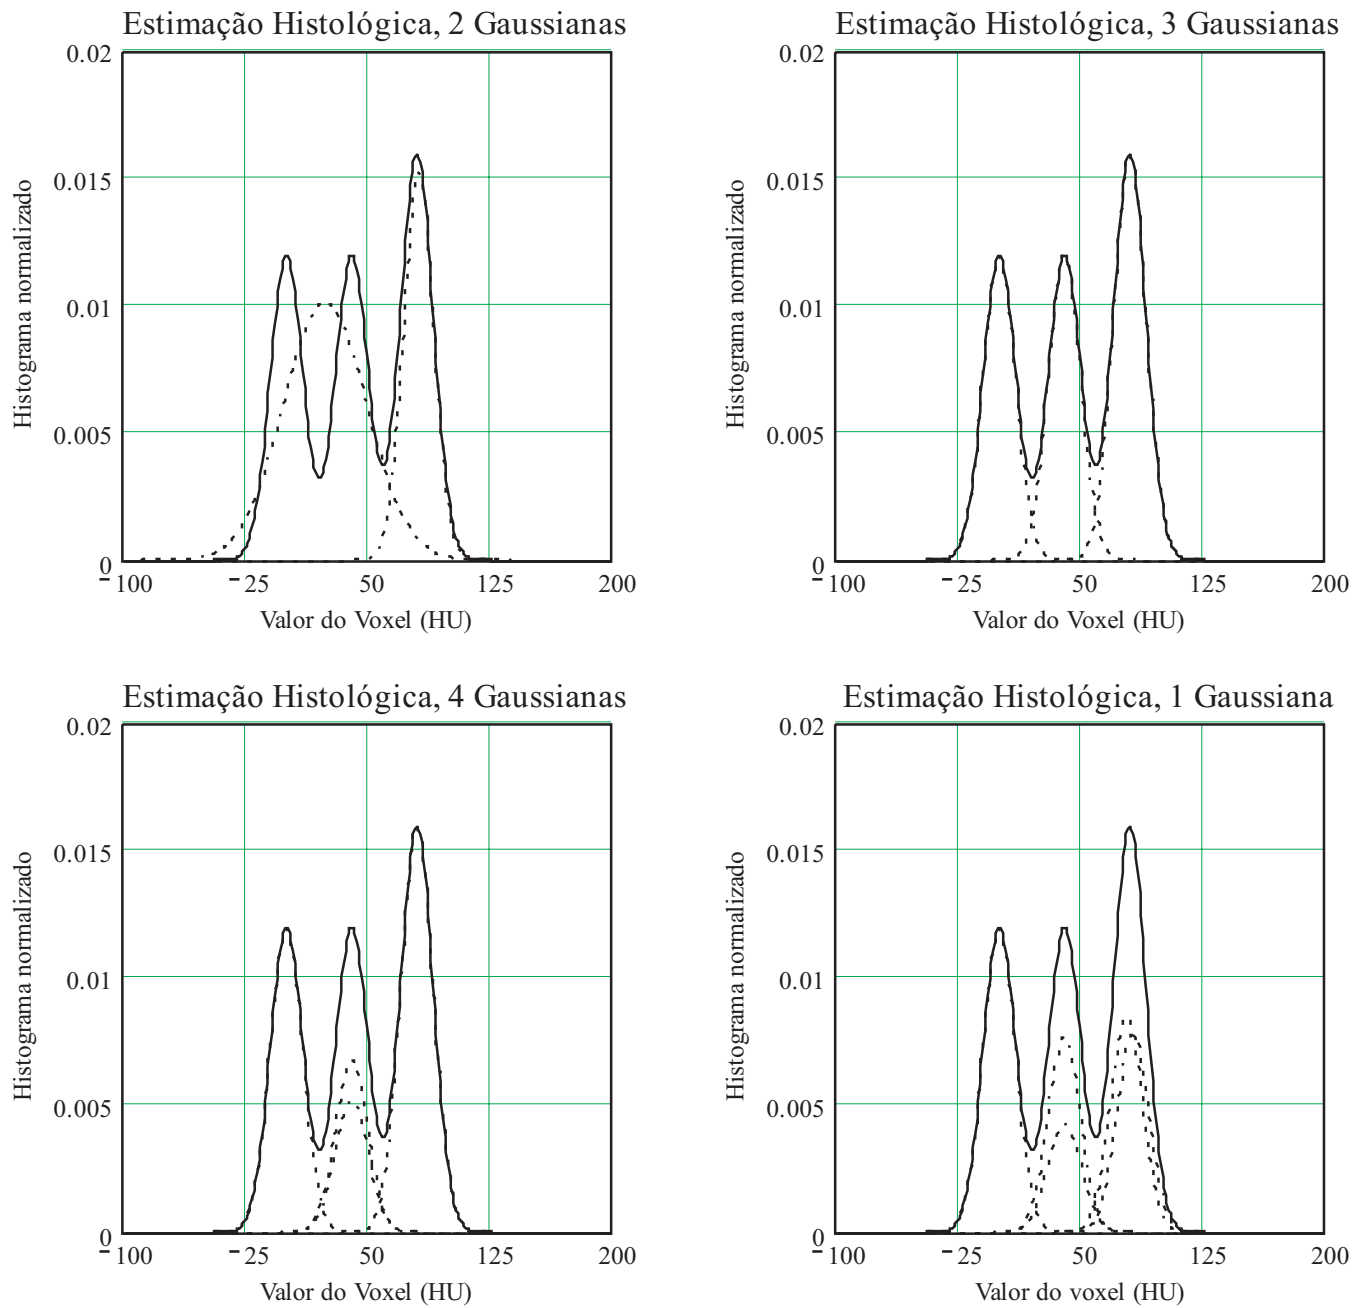 Estimação Histológica, 2 Gaussianas
0.02
0.015
0.01
0.005
0
Histograma normalizado
-100 -25 50 125 200
Valor do Voxel (HU)
Estimação Histológica, 3 Gaussianas
0.02
0.015
0.01
0.005
0
Histograma normalizado
-100 -25 50 125 200
Valor do Voxel (HU)
Estimação Histológica, 4 Gaussianas
0.02
0.015
0.01
0.005
0
Histograma normalizado
-100 -25 50 125 200
Valor do Voxel (HU)
Estimação Histológica, 1 Gaussiana
0.02
0.015
0.01
0.005
0
Histograma normalizado
-100 -25 50 125 200
Valor do voxel (HU)